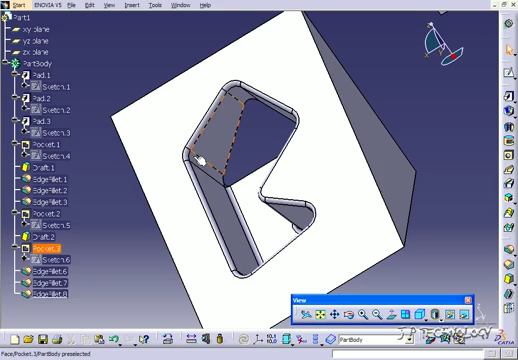 Start ENOVIA V5 File Edit View Insert Tools Window Help
Part1
xy plane
yz plane
zx plane
PartBody
Pad.1
Sketch.1
Pad.2
Sketch.2
Pad.3
Sketch.3
Pocket.1
Sketch.4
Draft.1
EdgeFillet.1
EdgeFillet.2
EdgeFillet.3
Pocket.2
Sketch.5
Draft.2
Pocket.3
Sketch.6
EdgeFillet.6
EdgeFillet.7
EdgeFillet.8
View
PartBody
J.P TECHNOLOGY
CATIA
Face/Pocket.3/PartBody preselected